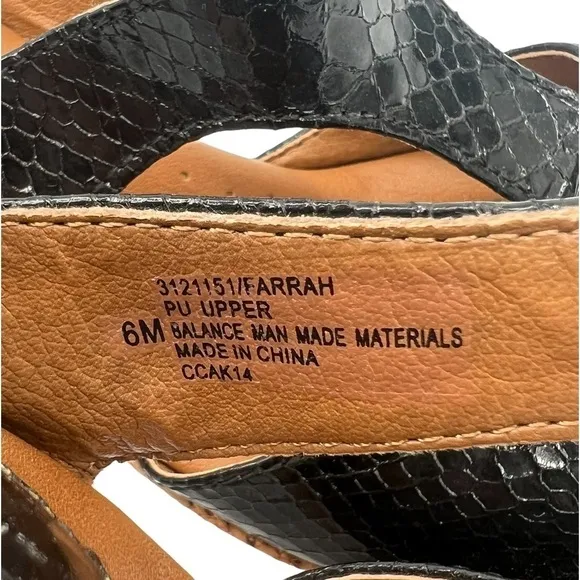 3121151/FARRAH
PU UPPER
6M BALANCE MAN MADE MATERIALS
MADE IN CHINA
CCAK14